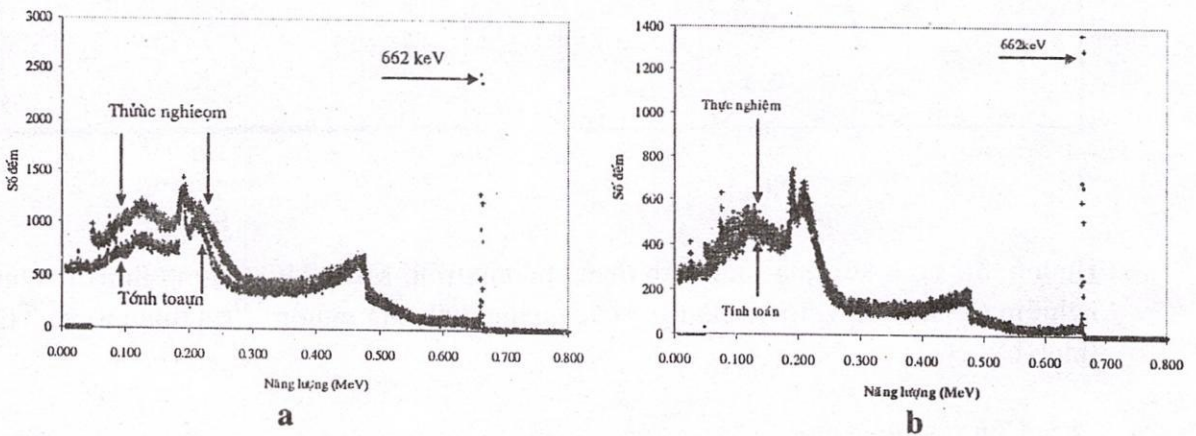 3000
2500
2000
1500
1000
500
0
Số đếm
662 keV
Thửức nghieọm
Tớnh toaựn
0.000 0.100 0.200 0.300 0.400 0.500 0.600 0.700 0.800
Năng lượng (MeV)
a
1400
1200
1000
800
600
400
200
0
Số đếm
662keV
Thực nghiệm
Tính toán
0.000 0.100 0.200 0.300 0.400 0.500 0.600 0.700 0.800
Năng lượng (MeV)
b